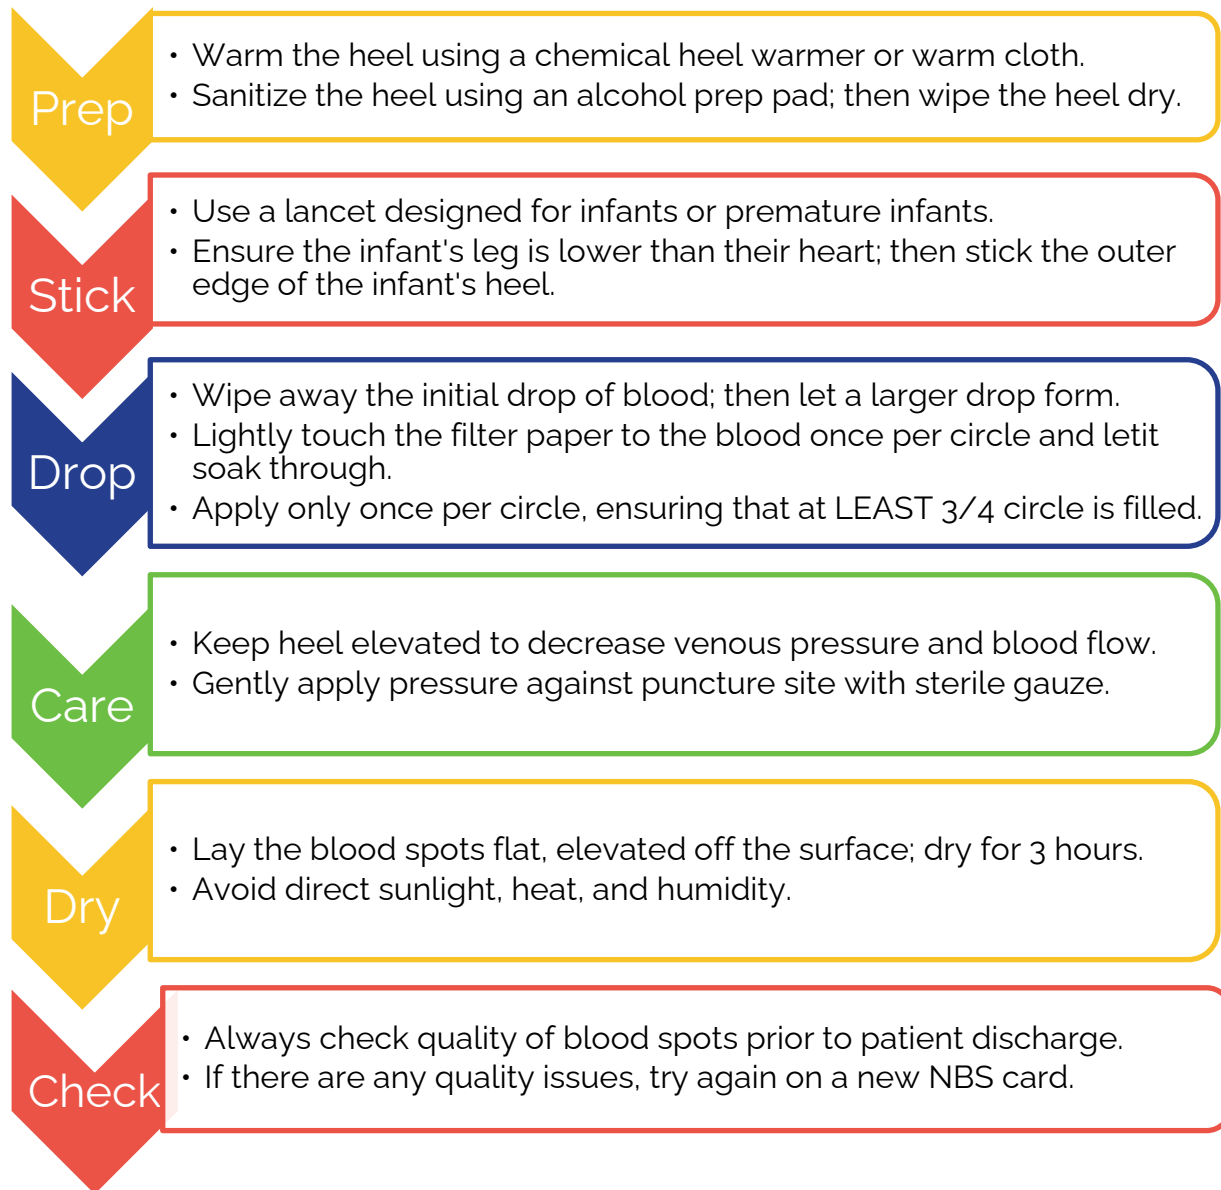 Prep
• Warm the heel using a chemical heel warmer or warm cloth.
• Sanitize the heel using an alcohol prep pad; then wipe the heel dry.
Stick
• Use a lancet designed for infants or premature infants.
• Ensure the infant's leg is lower than their heart; then stick the outer
edge of the infant's heel.
Drop
• Wipe away the initial drop of blood; then let a larger drop form.
• Lightly touch the filter paper to the blood once per circle and letit
soak through.
• Apply only once per circle, ensuring that at LEAST 3/4 circle is filled.
Care
• Keep heel elevated to decrease venous pressure and blood flow.
• Gently apply pressure against puncture site with sterile gauze.
Dry
• Lay the blood spots flat, elevated off the surface; dry for 3 hours.
• Avoid direct sunlight, heat, and humidity.
Check
• Always check quality of blood spots prior to patient discharge.
• If there are any quality issues, try again on a new NBS card.